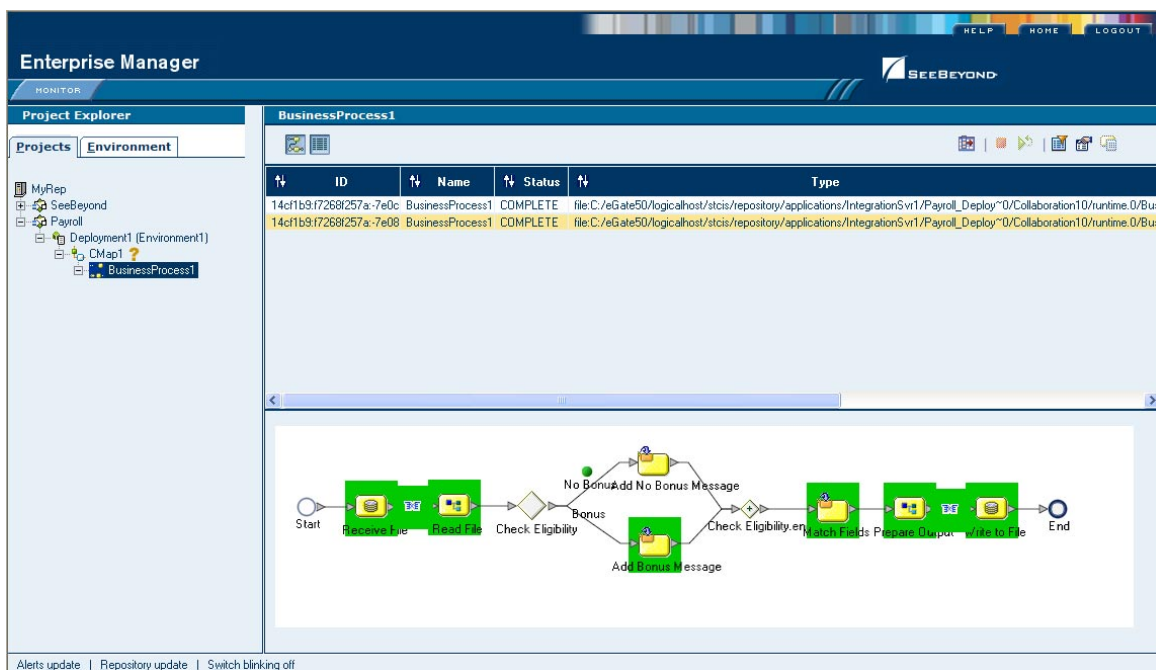 HELP HOME LOGOUT
Enterprise Manager
SEEBEYOND
MONITOR
Project Explorer
BusinessProcess1
Projects Environment
ID Name Status Type
MyRep
SeeBeyond
Payroll
Deployment1 (Environment1)
CMap1 ?
BusinessProcess1
14cf1b9:f7268f257a:-7e0c BusinessProcess1 COMPLETE file:C:/eGate50/logicalhost/stcis/repository/applications/IntegrationSvr1/Payroll_Deploy~0/Collaboration10/runtime.0/Bus
14cf1b9:f7268f257a:-7e08 BusinessProcess1 COMPLETE file:C:/eGate50/logicalhost/stcis/repository/applications/IntegrationSvr1/Payroll_Deploy~0/Collaboration10/runtime.0/Bus
No Bonus Add No Bonus Message
Start Receive File Read File Check Eligibility Bonus Check Eligibility.en Match Fields Prepare Output Write to File End
Add Bonus Message
Alerts update | Repository update | Switch blinking off